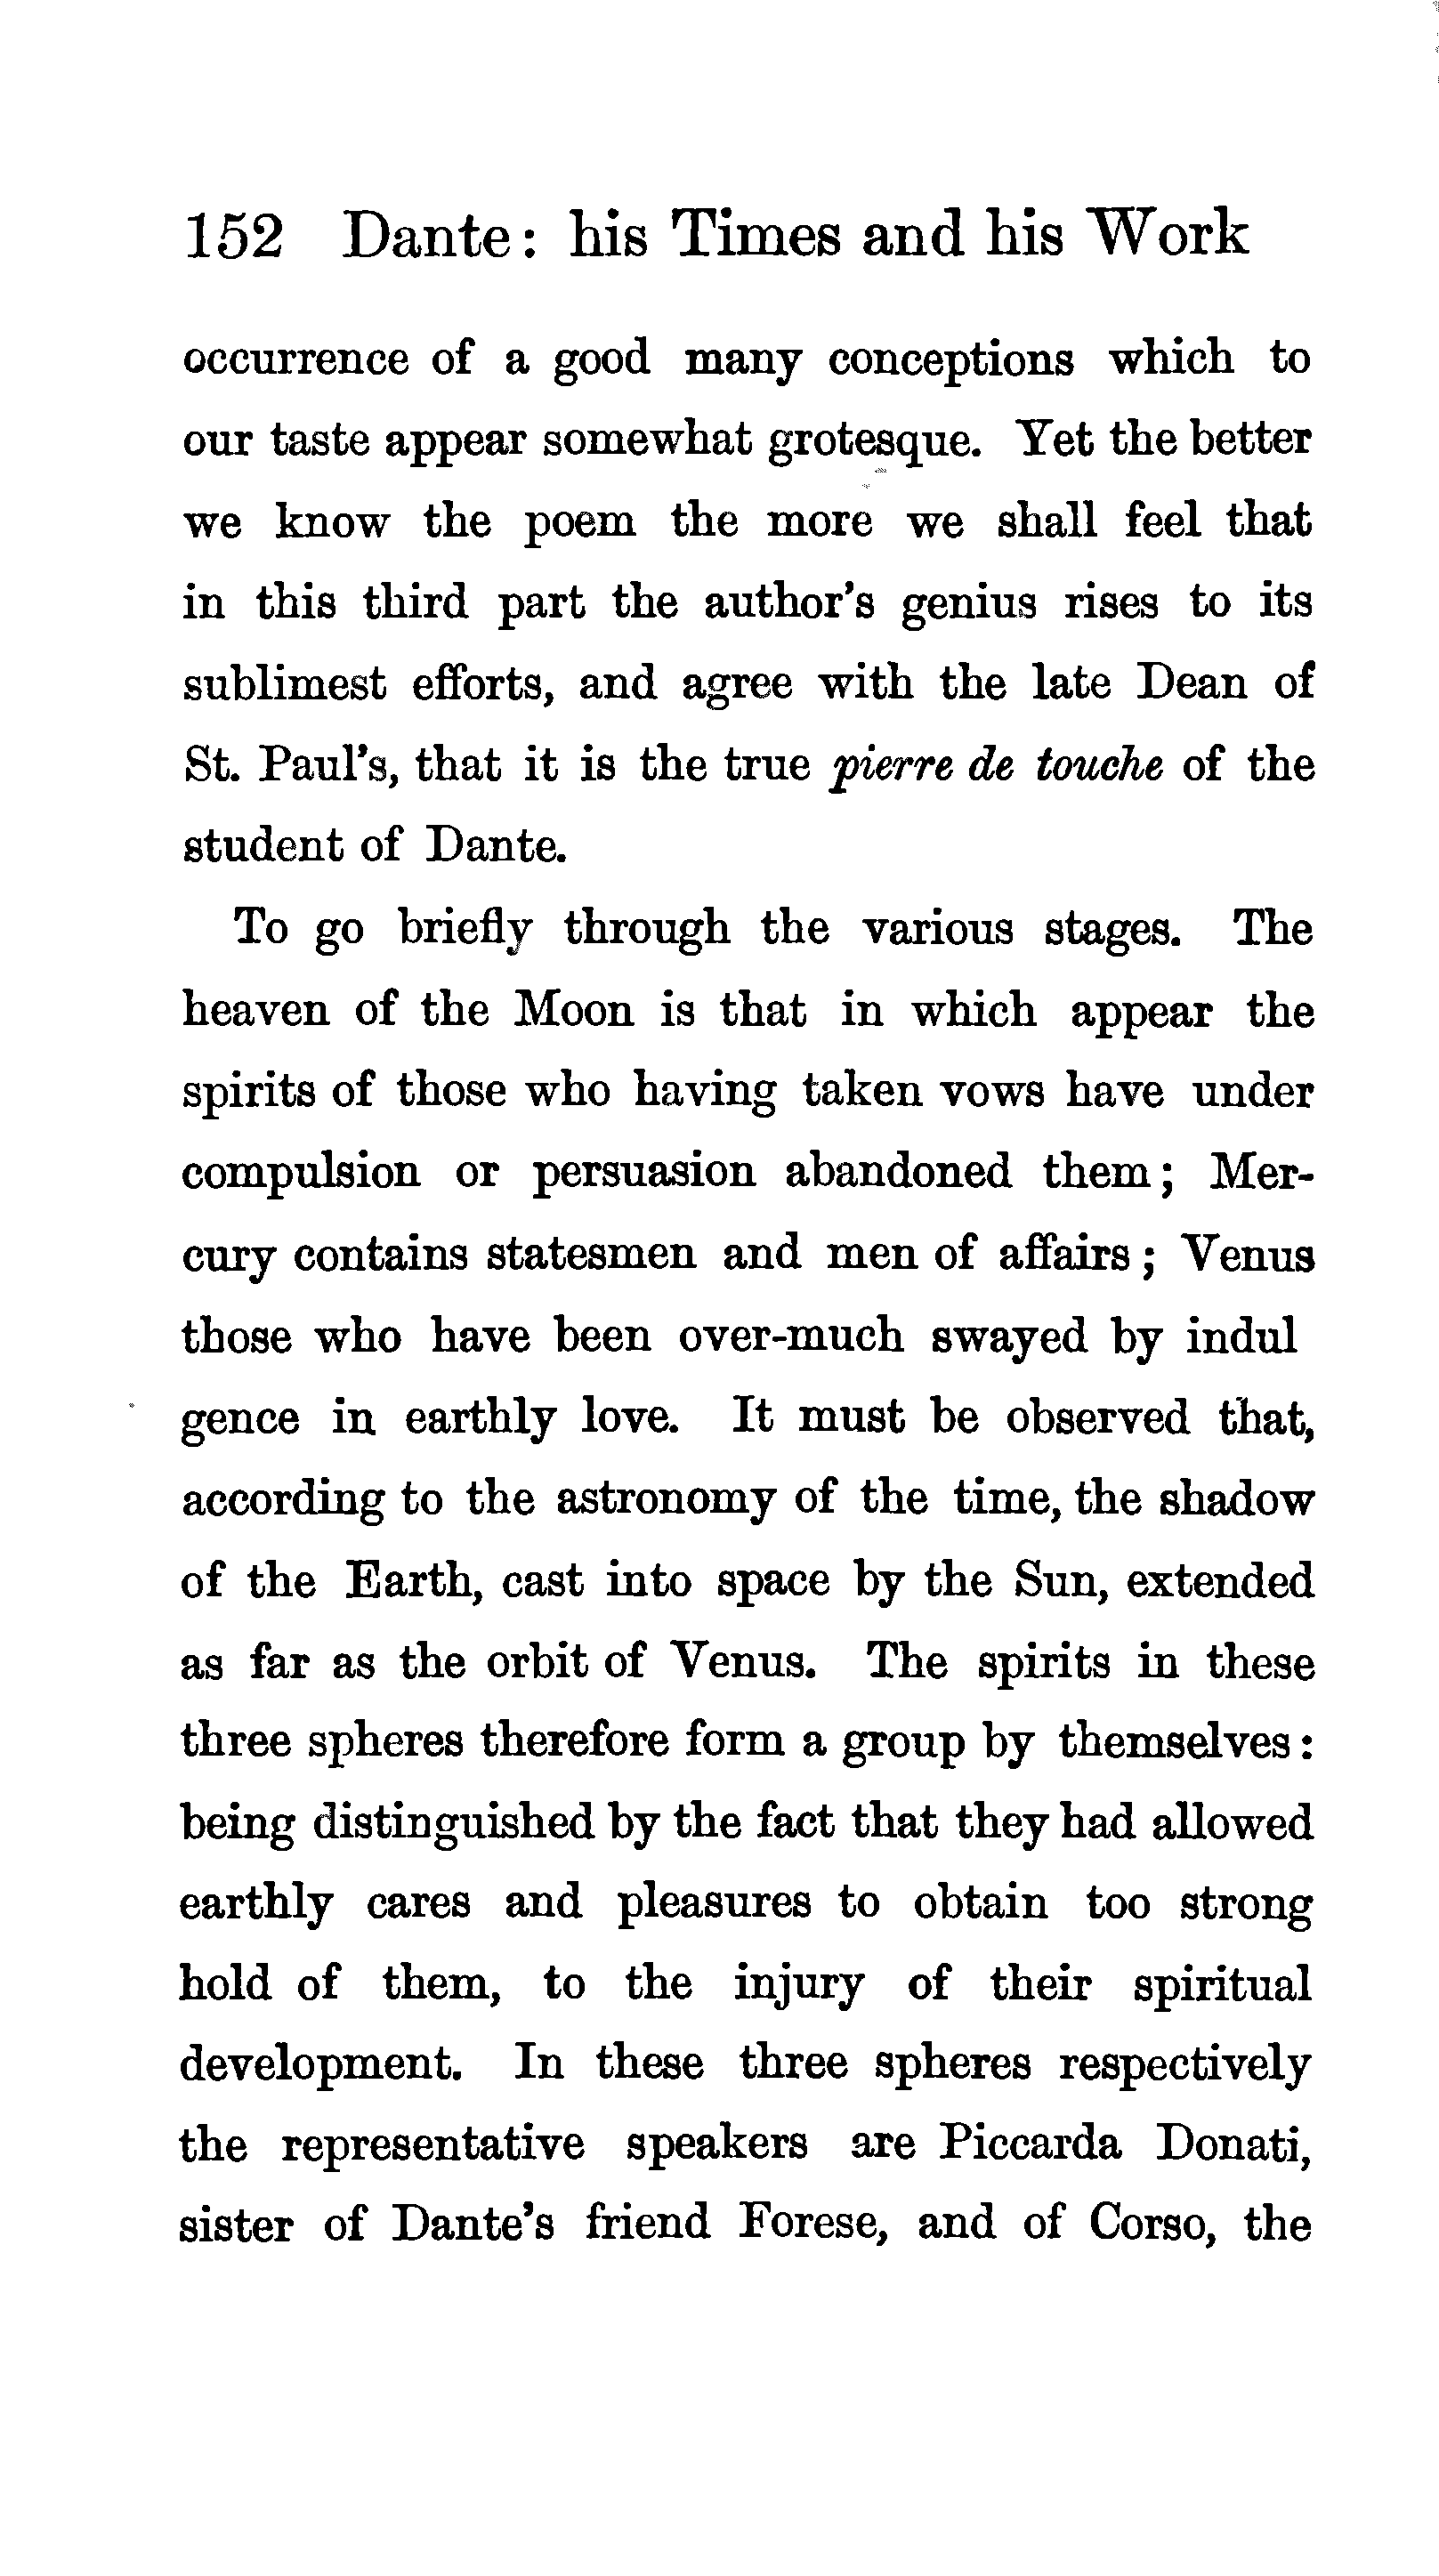 152 Dante: his Times and his Work
occurrence of a good many conceptions which to
our taste appear somewhat grotesque. Yet the better
we know the poem the more we shall feel that
in this third part the author's genius rises to its
sublimest efforts, and agree with the late Dean of
St. Paul's, that it is the true pierre de touche of the
student of Dante.
To go briefly through the various stages. The
heaven of the Moon is that in which appear the
spirits of those who having taken vows have under
compulsion or persuasion abandoned them; Mer-
cury contains statesmen and men of affairs; Venus
those who have been over-much swayed by indul
gence in earthly love. It must be observed that,
according to the astronomy of the time, the shadow
of the Earth, cast into space by the Sun, extended
as far as the orbit of Venus. The spirits in these
three spheres therefore form a group by themselves:
being distinguished by the fact that they had allowed
earthly cares and pleasures to obtain too strong
hold of them, to the injury of their spiritual
development. In these three spheres respectively
the representative speakers are Piccarda Donati,
sister of Dante's friend Forese, and of Corso, the